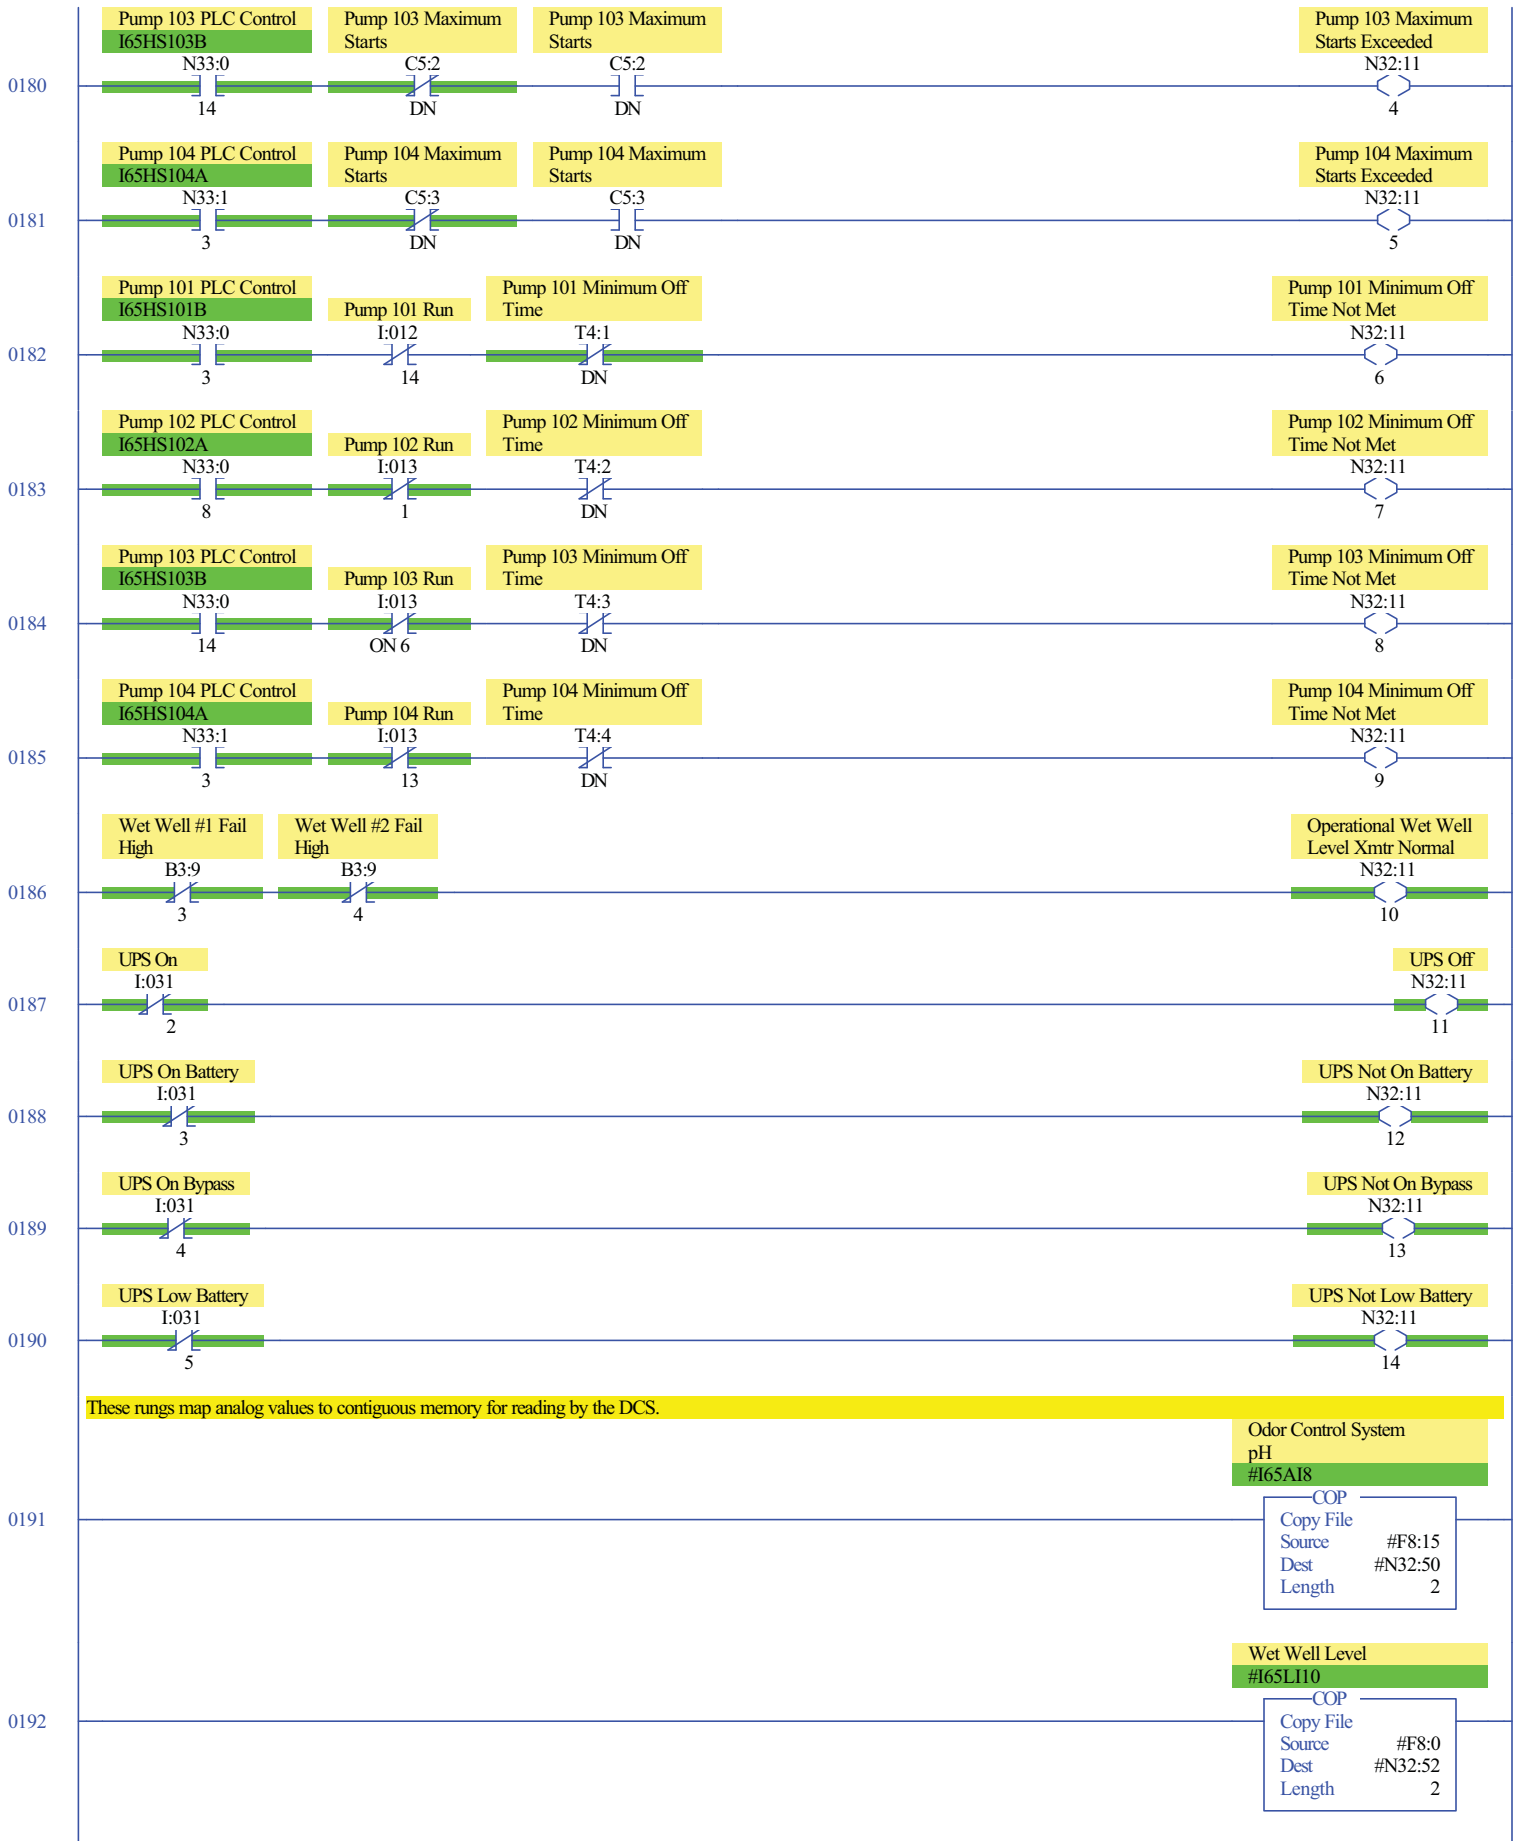 Pump 103 PLC Control Pump 103 Maximum Pump 103 Maximum Pump 103 Maximum
I65HS103B Starts Starts Starts Exceeded
N33:0 C5:2 C5:2 N32:11
0180
14 DN DN 4
Pump 104 PLC Control Pump 104 Maximum Pump 104 Maximum Pump 104 Maximum
I65HS104A Starts Starts Starts Exceeded
N33:1 C5:3 C5:3 N32:11
0181
3 DN DN 5
Pump 101 PLC Control Pump 101 Minimum Off Pump 101 Minimum Off
I65HS101B Pump 101 Run Time Time Not Met
N33:0 I:012 T4:1 N32:11
0182
3 14 DN 6
Pump 102 PLC Control Pump 102 Minimum Off Pump 102 Minimum Off
I65HS102A Pump 102 Run Time Time Not Met
N33:0 I:013 T4:2 N32:11
0183
8 1 DN 7
Pump 103 PLC Control Pump 103 Minimum Off Pump 103 Minimum Off
I65HS103B Pump 103 Run Time Time Not Met
N33:0 I:013 T4:3 N32:11
0184
14 ON 6 DN 8
Pump 104 PLC Control Pump 104 Minimum Off Pump 104 Minimum Off
I65HS104A Pump 104 Run Time Time Not Met
N33:1 I:013 T4:4 N32:11
0185
3 13 DN 9
Wet Well #1 Fail Wet Well #2 Fail Operational Wet Well
High High Level Xmtr Normal
B3:9 B3:9 N32:11
0186
3 4 10
UPS On UPS Off
I:031 N32:11
0187
2 11
UPS On Battery UPS Not On Battery
I:031 N32:11
0188
3 12
UPS On Bypass UPS Not On Bypass
I:031 N32:11
0189
4 13
UPS Low Battery UPS Not Low Battery
I:031 N32:11
0190
5 14
These rungs map analog values to contiguous memory for reading by the DCS.
Odor Control System
pH
#I65AI8
COP
0191 Copy File
Source #F8:15
Dest #N32:50
Length 2
Wet Well Level
#I65LI10
COP
0192 Copy File
Source #F8:0
Dest #N32:52
Length 2